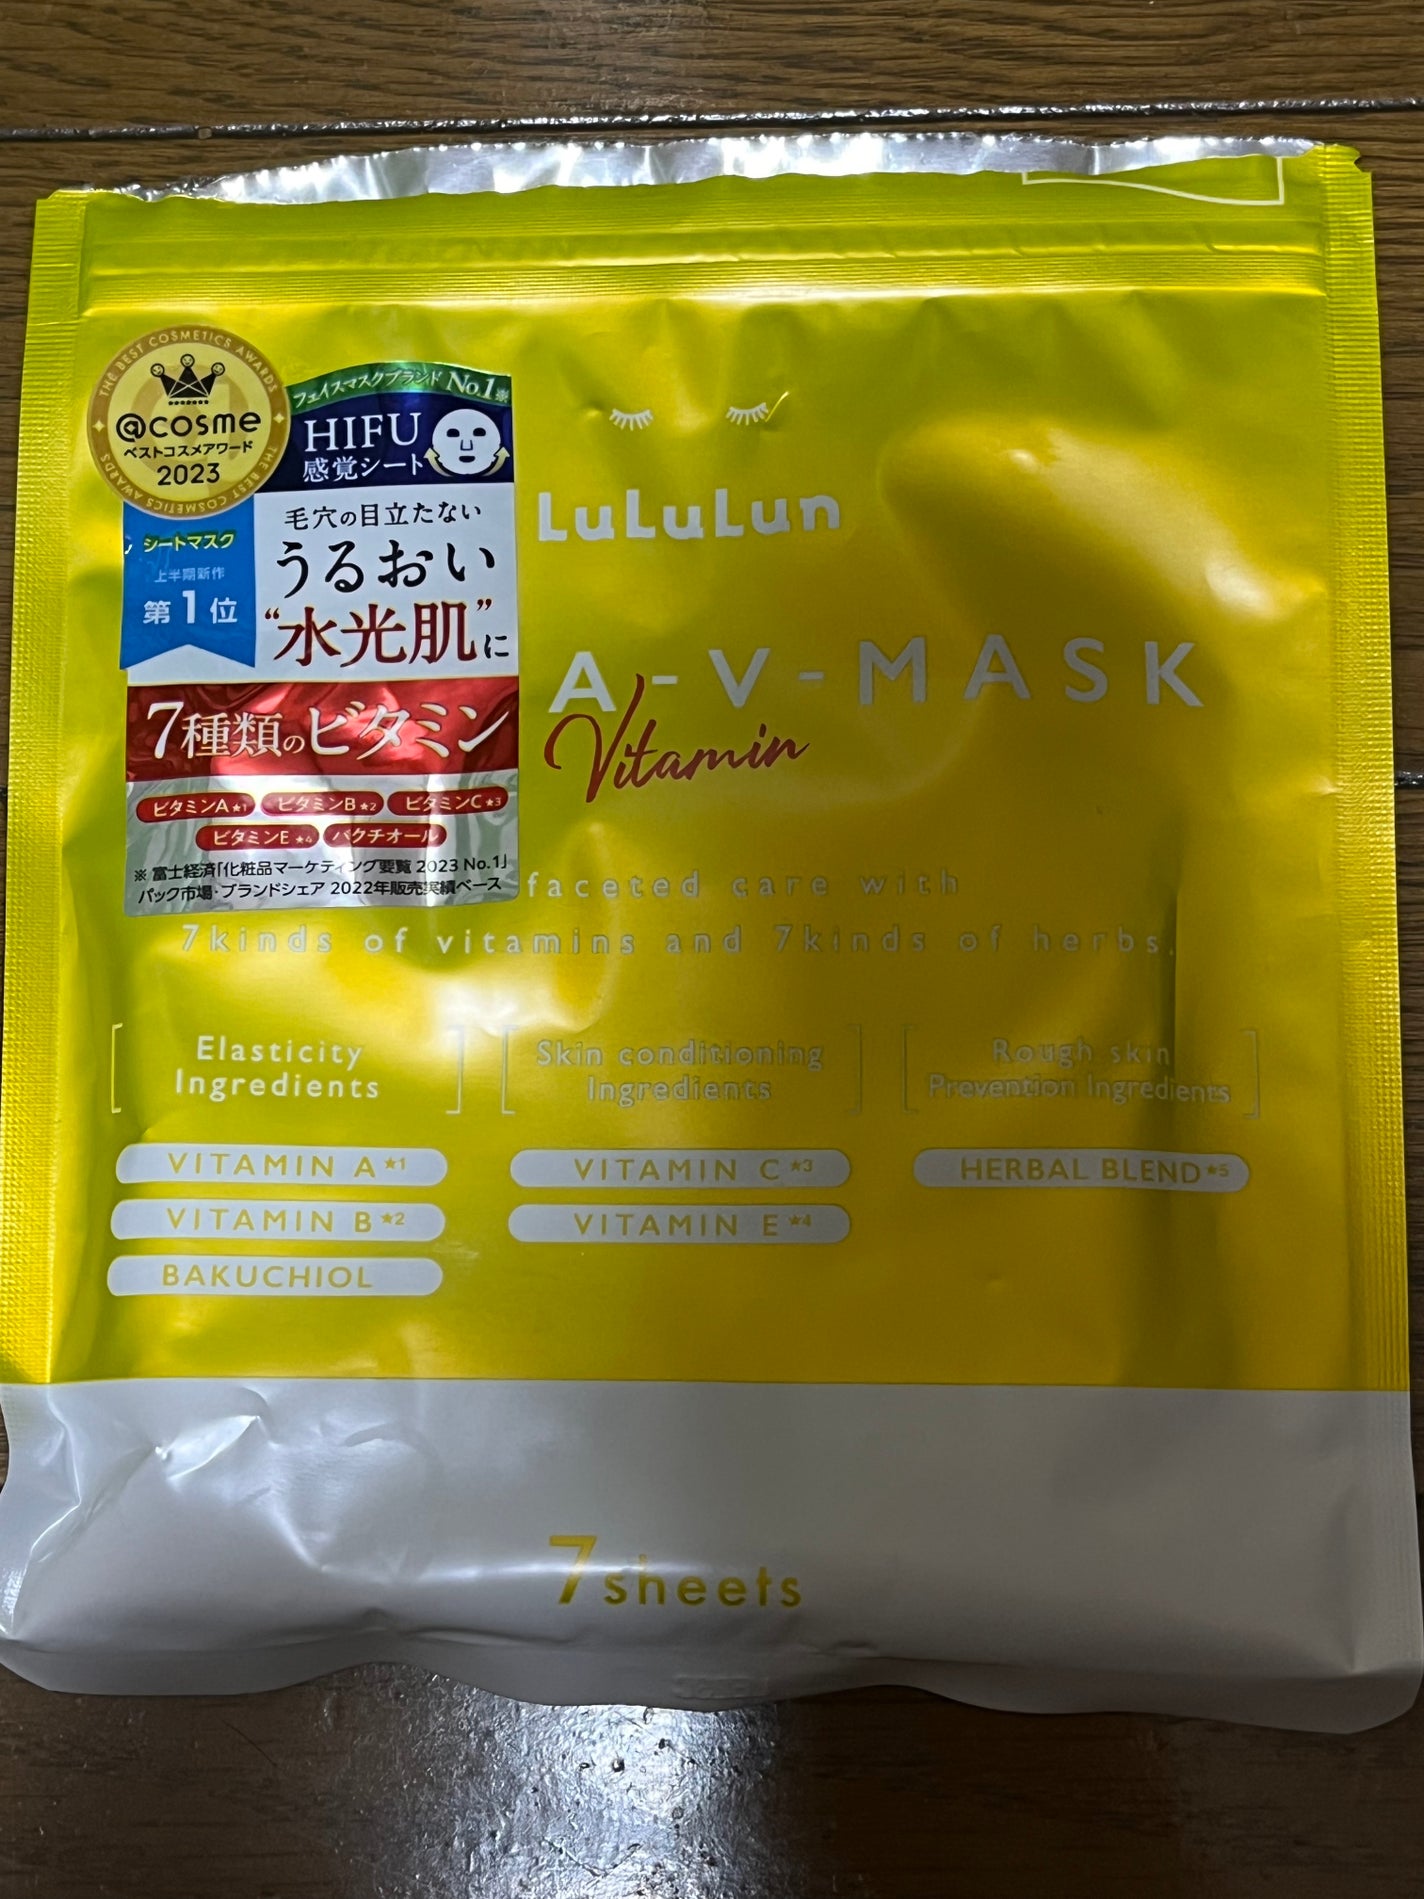 THE BEST COSMETICS AWARDS
@cosme
ベストコスメアワード
2023
THE BEST COSMETICS AWARDS
シートマスク
上半期新作
第1位
フェイスマスクブランド No.1※
HIFU
感覚シート
毛穴の目立たない
うるおい
“水光肌”に
7種類のビタミン
ビタミンA★1 ビタミンB★2 ビタミンC★3
ビタミンE★4 バクチオール
※ 富士経済「化粧品マーケティング要覧 2023 No.1」
パック市場・ブランドシェア 2022年販売実績ベース
LuLuLun
A-V-MASK
Vitamin
faceted care with
7kinds of vitamins and 7kinds of herbs.
Elasticity
Ingredients
Skin conditioning
Ingredients
Rough skin
Prevention Ingredients
VITAMIN A★1
VITAMIN B★2
BAKUCHIOL
VITAMIN C★3
VITAMIN E★4
HERBAL BLEND★5
7sheets